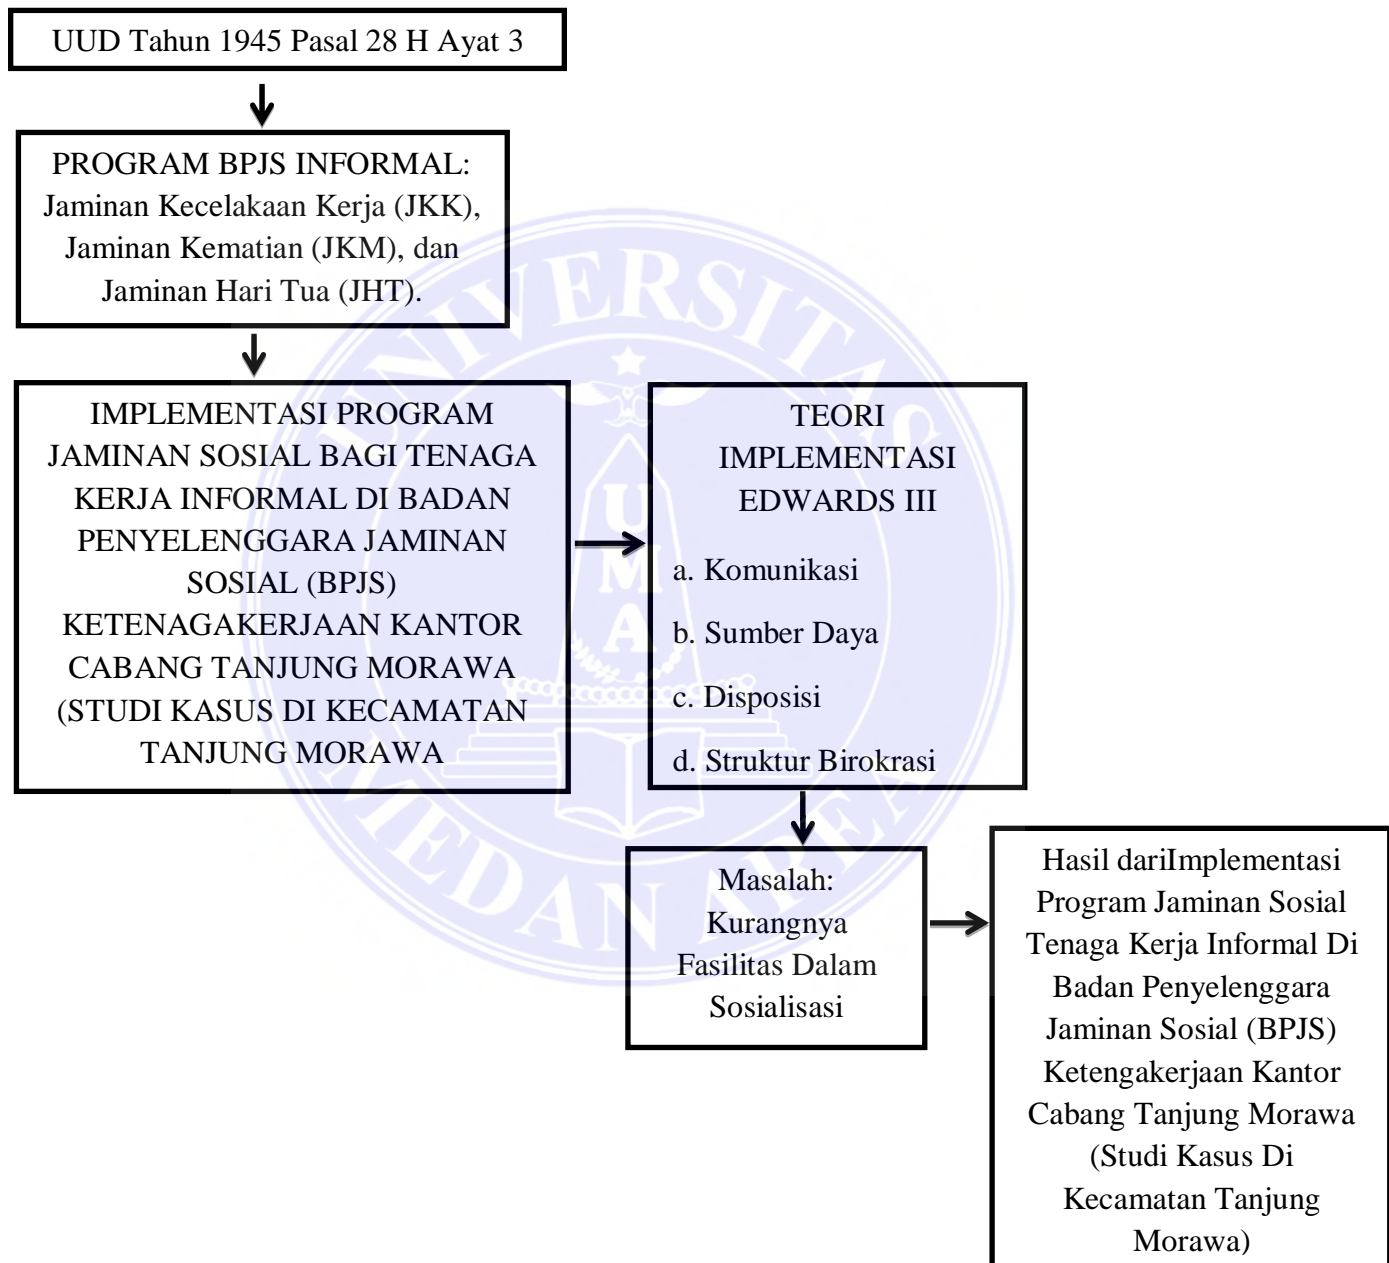 UUD Tahun 1945 Pasal 28 H Ayat 3
PROGRAM BPJS INFORMAL:
Jaminan Kecelakaan Kerja (JKK),
Jaminan Kematian (JKM), dan
Jaminan Hari Tua (JHT).
IMPLEMENTASI PROGRAM
JAMINAN SOSIAL BAGI TENAGA
KERJA INFORMAL DI BADAN
PENYELENGGARA JAMINAN
SOSIAL (BPJS)
KETENAGAKERJAAN KANTOR
CABANG TANJUNG MORAWA
(STUDI KASUS DI KECAMATAN
TANJUNG MORAWA
TEORI
IMPLEMENTASI
EDWARDS III
a. Komunikasi
b. Sumber Daya
c. Disposisi
d. Struktur Birokrasi
Masalah:
Kurangnya
Fasilitas Dalam
Sosialisasi
Hasil dariImplementasi
Program Jaminan Sosial
Tenaga Kerja Informal Di
Badan Penyelenggara
Jaminan Sosial (BPJS)
Ketengakerjaan Kantor
Cabang Tanjung Morawa
(Studi Kasus Di
Kecamatan Tanjung
Morawa)
UNIVERSITAS
UMA
MEDAN AREA